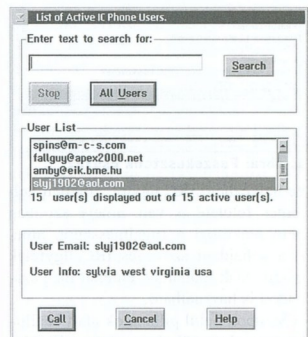 List of Active IC Phone Users.
Enter text to search for:
Search
Stop All Users
User List
spins@m-c-s.com
fallguy@apex2000.net
amby@eik.bme.hu
slyj1902@aol.com
15 user(s) displayed out of 15 active user(s).
User Email: slyj1902@aol.com
User Info: sylvia west virginia usa
Call Cancel Help